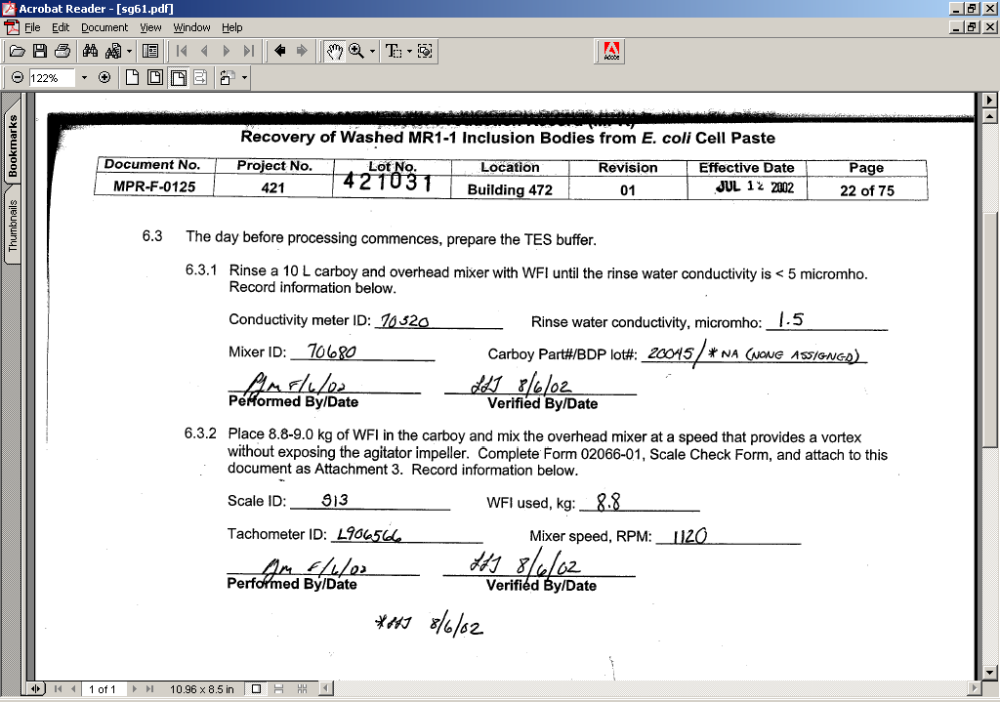 Acrobat Reader - [sg61.pdf]
File Edit Document View Window Help
Adobe
122%
Bookmarks
Thumbnails
Recovery of Washed MR1-1 Inclusion Bodies from E. coli Cell Paste
Document No. Project No. Lot No. Location Revision Effective Date Page
MPR-F-0125 421 421031 Building 472 01 JUL 12 2002 22 of 75
6.3 The day before processing commences, prepare the TES buffer.
6.3.1 Rinse a 10 L carboy and overhead mixer with WFI until the rinse water conductivity is < 5 micromho.
Record information below.
Conductivity meter ID: 70520 Rinse water conductivity, micromho: 1.5
Mixer ID: 70680 Carboy Part#/BDP lot#: 20045/*NA (NONE ASSIGNED)
8/6/02 LLJ 8/6/02
Performed By/Date Verified By/Date
6.3.2 Place 8.8-9.0 kg of WFI in the carboy and mix the overhead mixer at a speed that provides a vortex
without exposing the agitator impeller. Complete Form 02066-01, Scale Check Form, and attach to this
document as Attachment 3. Record information below.
Scale ID: 313 WFI used, kg: 8.8
Tachometer ID: L906566 Mixer speed, RPM: 1120
8/6/02 LLJ 8/6/02
Performed By/Date Verified By/Date
*LLJ 8/6/02
1 of 1 10.96 x 8.5 in